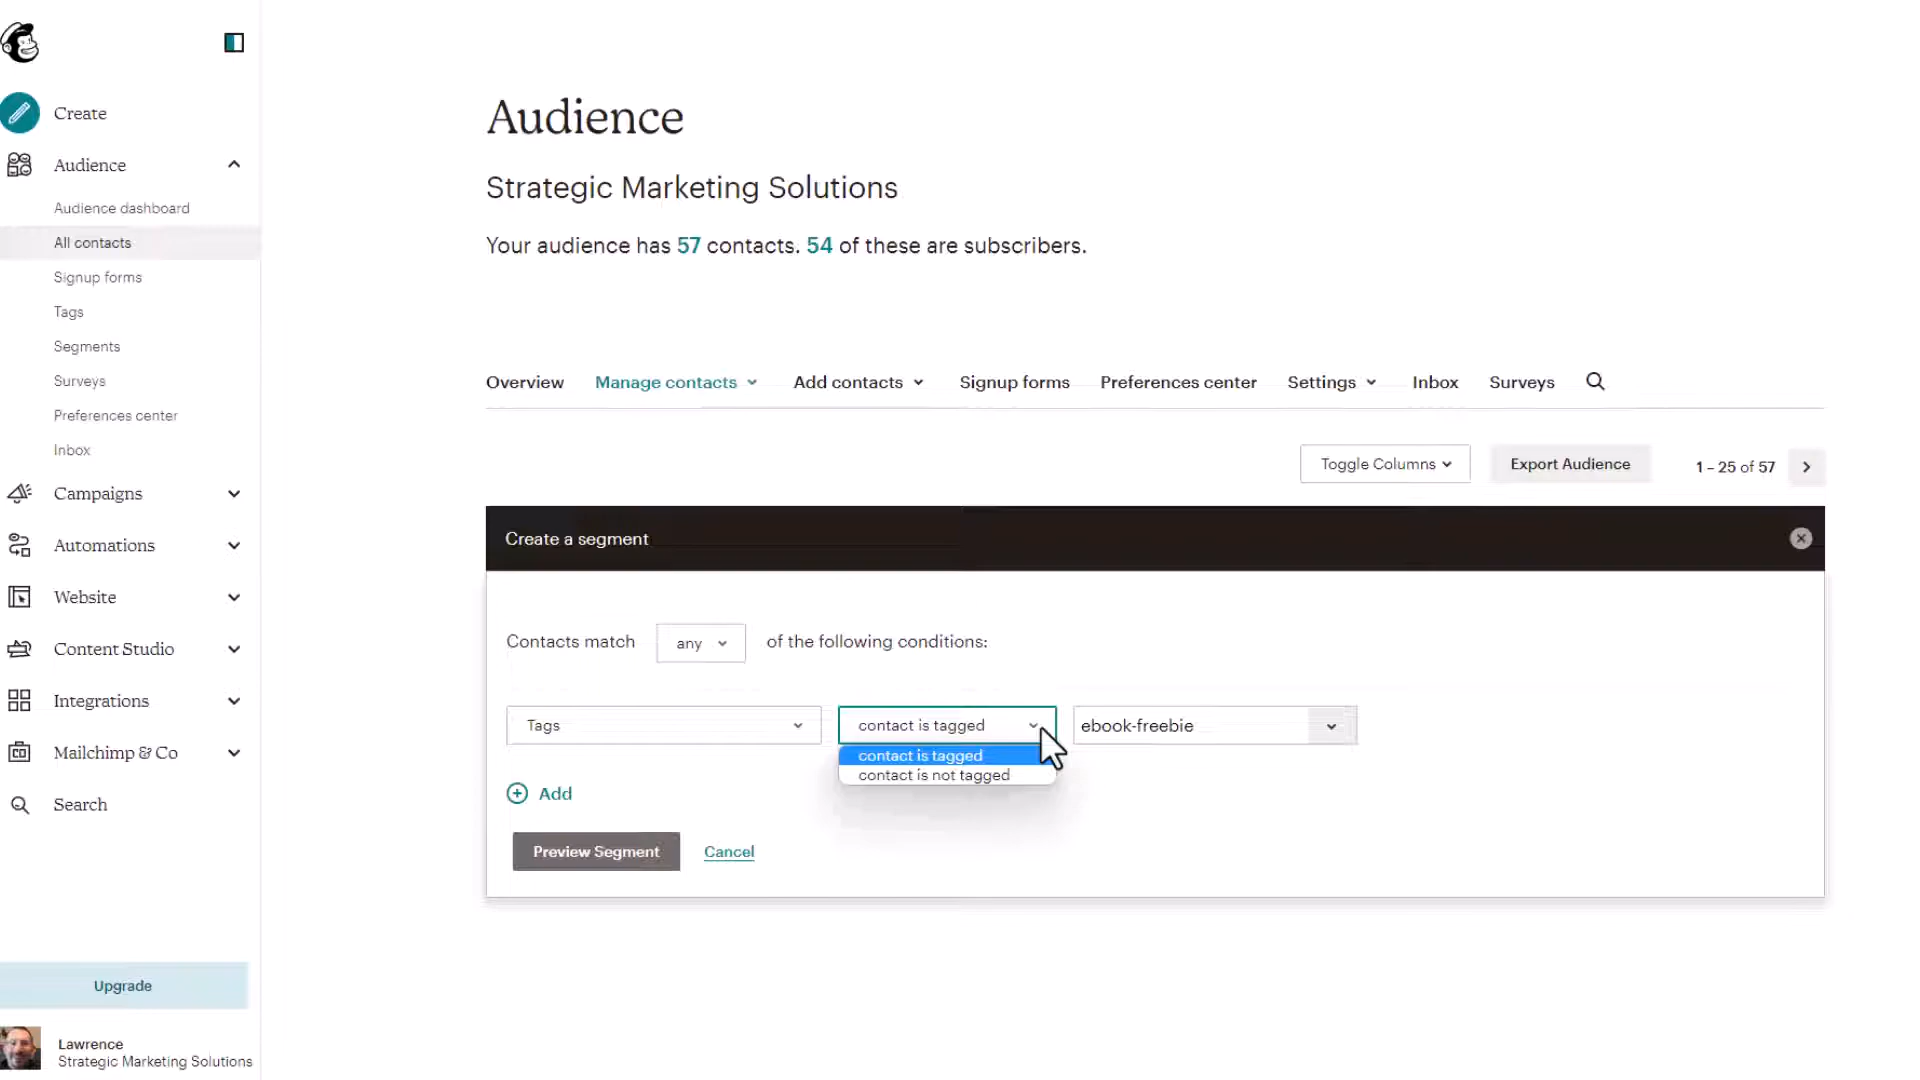 Create
Audience
Audience dashboard
All contacts
Signup forms
Tags
Segments
Surveys
Preferences center
Inbox
Campaigns
Automations
Website
Content Studio
Integrations
Mailchimp & Co
Search
Upgrade
Lawrence
Strategic Marketing Solutions
Audience
Strategic Marketing Solutions
Your audience has 57 contacts. 54 of these are subscribers.
Overview Manage contacts Add contacts Signup forms Preferences center Settings Inbox Surveys
Toggle Columns Export Audience 1 – 25 of 57
Create a segment
Contacts match any of the following conditions:
Tags contact is tagged ebook-freebie
contact is tagged
contact is not tagged
Add
Preview Segment Cancel